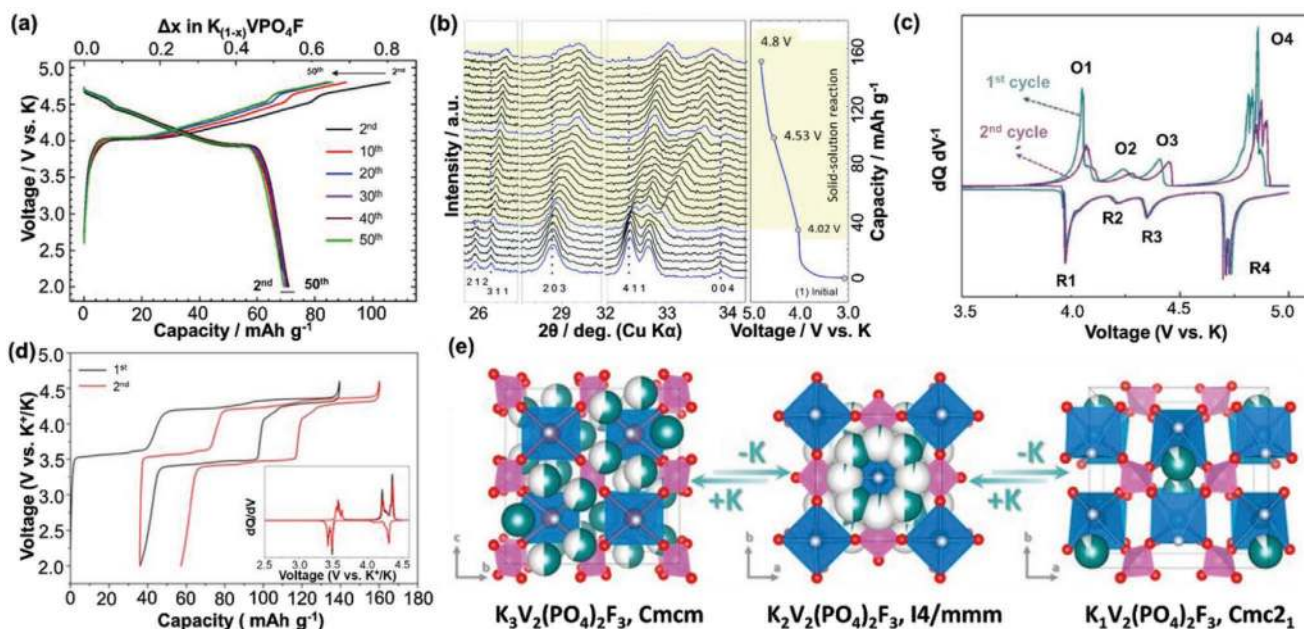 (a)
Δx in K(1-x)VPO4F
0.0 0.2 0.4 0.6 0.8
50th 2nd
5.0
4.5
4.0
3.5
3.0
2.5
2.0
Voltage / V vs. K
2nd
10th
20th
30th
40th
50th
2nd 50th
0 20 40 60 80 100
Capacity / mAh g-1
(b)
Intensity / a.u.
2 1 2
3 1 1
2 0 3
4 1 1
0 0 4
26 29 31 32 33 34
2θ / deg. (Cu Kα)
4.8 V
4.53 V
4.02 V
Solid-solution reaction
(1) Initial
5.0 4.0 3.0
Voltage / V vs. K
160
120
80
40
0
Capacity / mAh g-1
(c)
dQ dV-1
1st cycle
2nd cycle
O1
O2
O3
O4
R1
R2
R3
R4
3.5 4.0 4.5 5.0
Voltage (V vs. K)
(d)
1st
2nd
5.0
4.5
4.0
3.5
3.0
2.5
2.0
Voltage (V vs. K+/K)
dQ/dV
2.5 3.0 3.5 4.0 4.5
Voltage (V vs. K+/K)
0 20 40 60 80 100 120 140 160 180
Capacity ( mAh g-1)
(e)
-K
+K
-K
+K
c
b
b
a
b
a
K3V2(PO4)2F3, Cmcm
K2V2(PO4)2F3, I4/mmm
K1V2(PO4)2F3, Cmc21